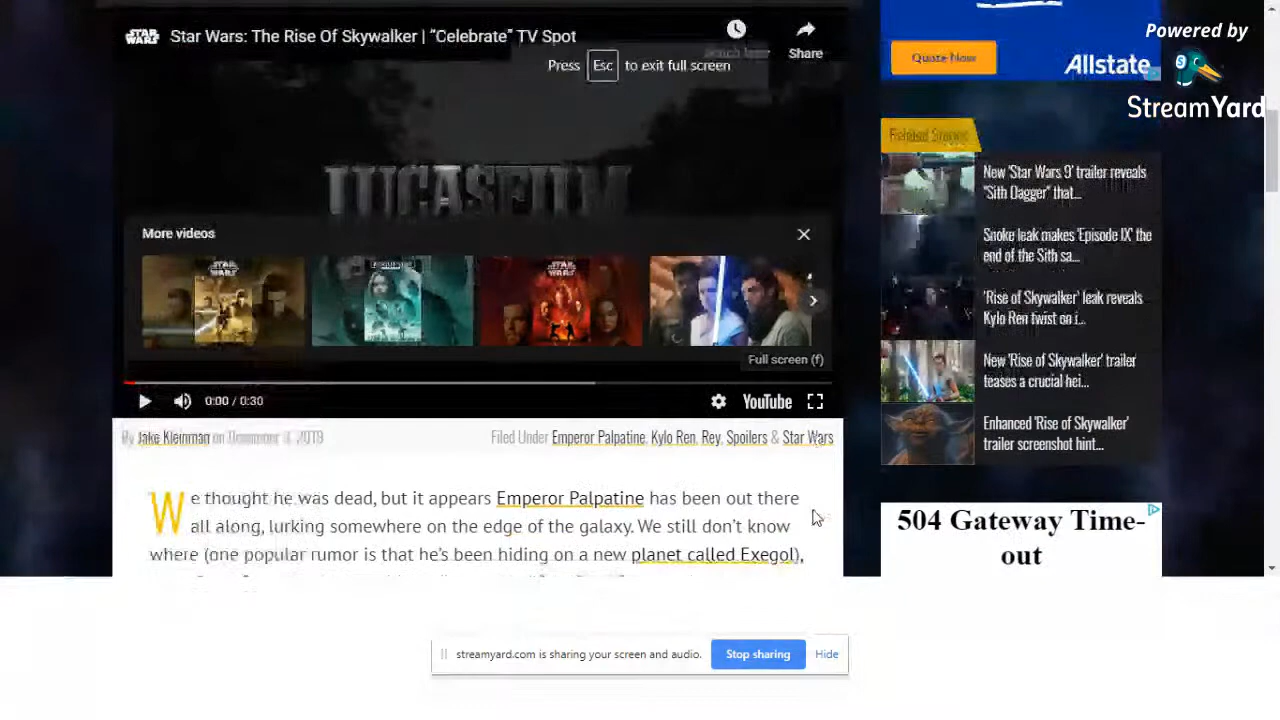 STAR WARS
Star Wars: The Rise Of Skywalker | “Celebrate” TV Spot
Share
Press Esc to exit full screen
LUCASFILM
More videos
Full screen (f)
0:00 / 0:30
YouTube
By Jake Kleinman on 2019
Filed Under Emperor Palpatine, Kylo Ren, Rey, Spoilers & Star Wars
We thought he was dead, but it appears Emperor Palpatine has been out there
all along, lurking somewhere on the edge of the galaxy. We still don’t know
where (one popular rumor is that he’s been hiding on a new planet called Exegol),
Quote Now
Allstate
Powered by
StreamYard
Related Stories
New 'Star Wars 9' trailer reveals
"Sith Dagger" that...
Snoke leak makes 'Episode IX' the
end of the Sith sa...
'Rise of Skywalker' leak reveals
Kylo Ren twist on i...
New 'Rise of Skywalker' trailer
teases a crucial hei...
Enhanced 'Rise of Skywalker'
trailer screenshot hint...
504 Gateway Time-
out
streamyard.com is sharing your screen and audio.
Stop sharing
Hide